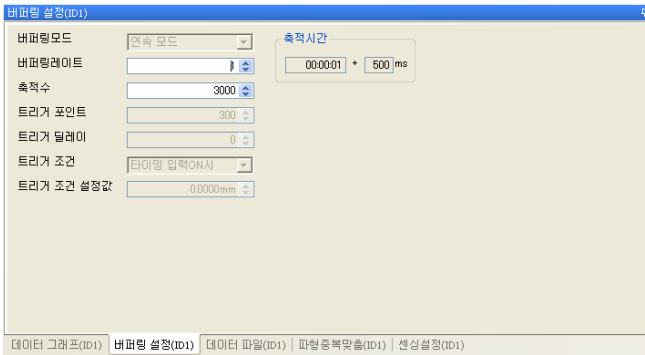 버퍼링 설정(ID1)
버퍼링모드 연속 모드
버퍼링레이트 1
축적수 3000
트리거 포인트 300
트리거 딜레이 0
트리거 조건 타이밍 입력ON시
트리거 조건 설정값 0.0000mm
축적시간
00:00:01 + 500 ms
데이터 그래프(ID1) 버퍼링 설정(ID1) 데이터 파일(ID1) 파형중복맞춤(ID1) 센싱설정(ID1)